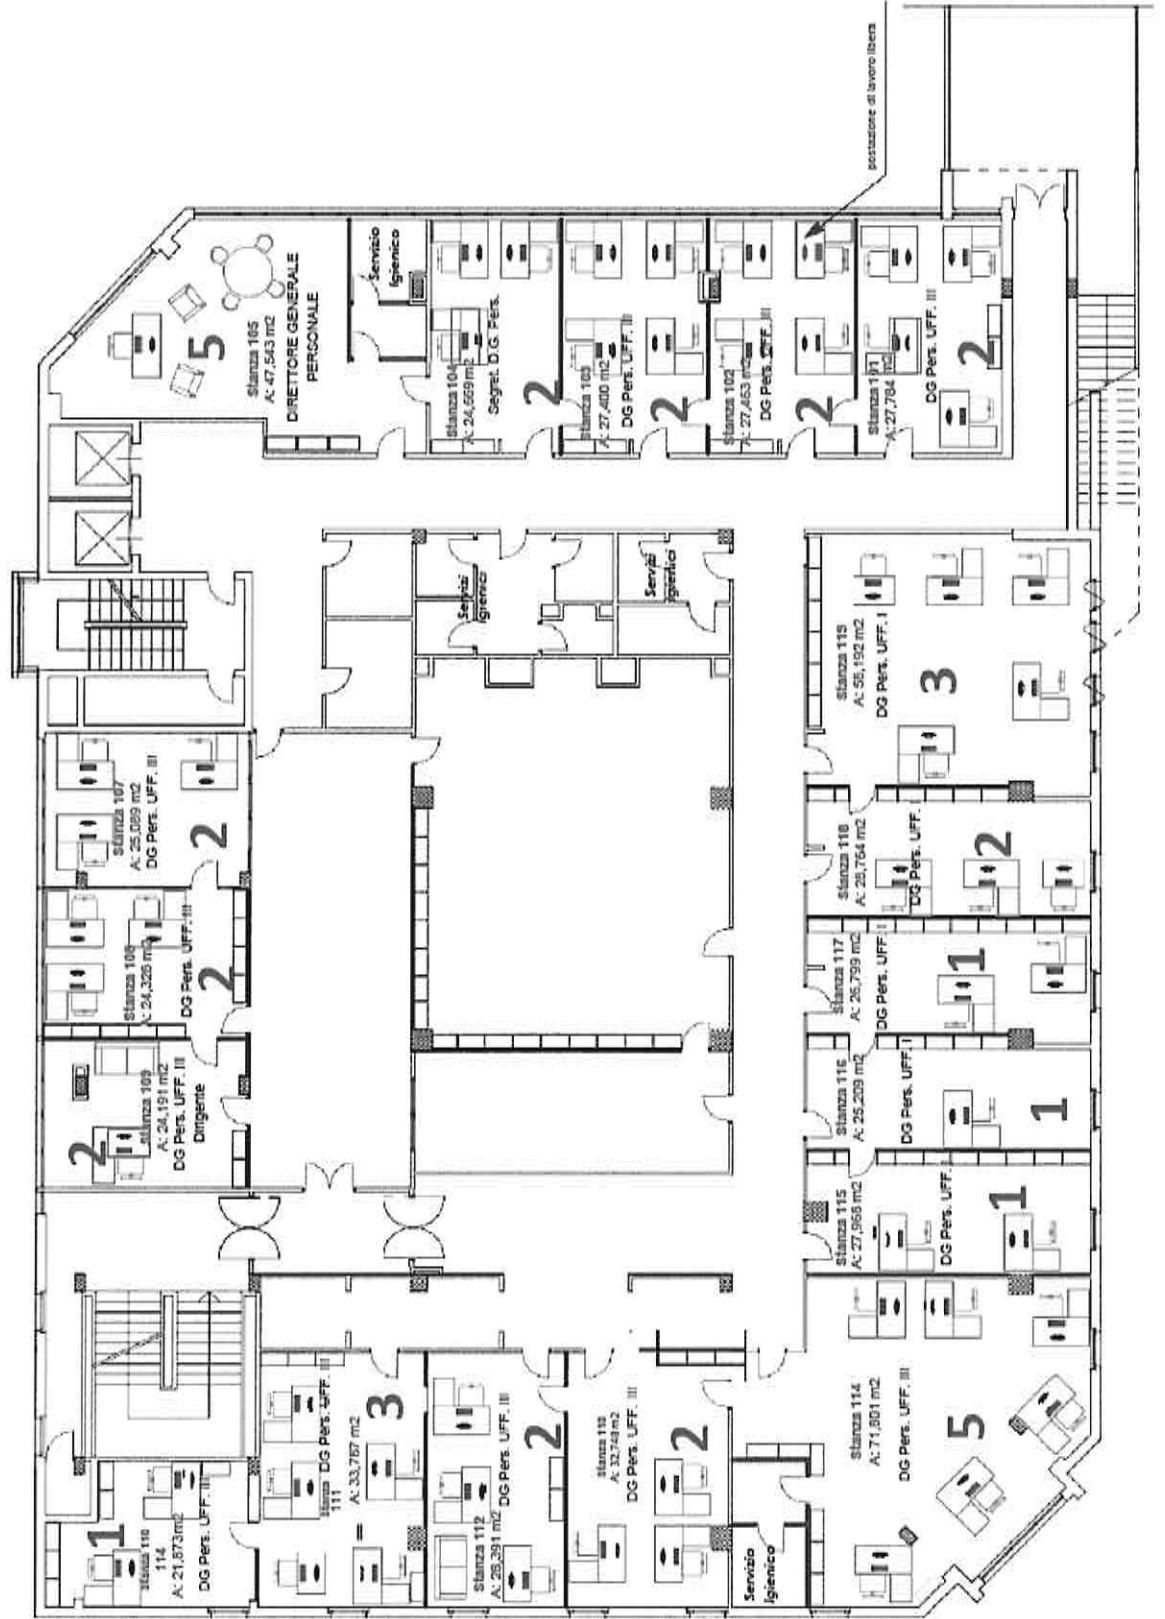 postazione di lavoro libera
5
Stanza 105
A: 47,543 m2
DIRETTORE GENERALE
PERSONALE
Servizio
Igienico
Stanza 104
A: 24,669 m2
Segret. D.G. Pers.
2
Stanza 103
A: 27,400 m2
DG Pers. UFF. III
2
Stanza 102
A: 27,463 m2
DG Pers. UFF. III
2
Stanza 101
A: 27,784 m2
DG Pers. UFF. III
2
Servizi
Igienici
Servizi
Igienici
Stanza 107
A: 25,089 m2
DG Pers. UFF. III
2
Stanza 108
A: 24,326 m2
DG Pers. UFF. III
2
2
Stanza 109
A: 24,191 m2
DG Pers. UFF. III
Dirigente
Stanza 119
A: 58,192 m2
DG Pers. UFF. I
3
Stanza 118
A: 28,764 m2
DG Pers. UFF. I
2
Stanza 117
A: 26,799 m2
DG Pers. UFF. I
1
Stanza 116
A: 25,209 m2
DG Pers. UFF. I
1
Stanza 115
A: 27,968 m2
DG Pers. UFF. I
1
1
Stanza 110
114
A: 21,873 m2
DG Pers. UFF. III
Stanza
111
DG Pers. UFF. III
A: 33,787 m2
3
Stanza 112
A: 28,391 m2
DG Pers. UFF. III
2
Stanza 113
A: 32,748 m2
DG Pers. UFF. III
2
Servizio
Igienico
Stanza 114
A: 71,801 m2
DG Pers. UFF. III
5